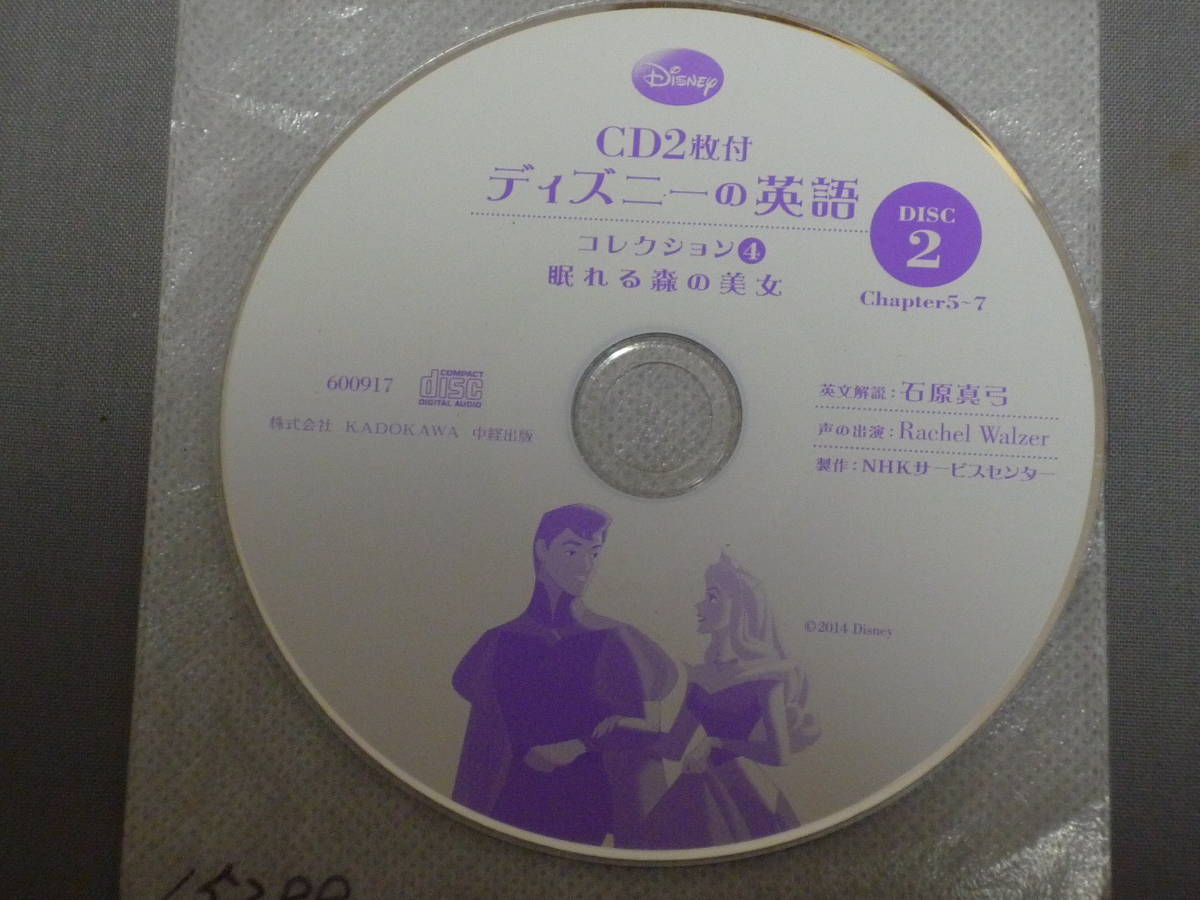 Disney
CD2枚付
ディズニーの英語
コレクション4
眠れる森の美女
DISC
2
Chapter5~7
600917
COMPACT
disc
DIGITAL AUDIO
株式会社 KADOKAWA 中経出版
英文解説：石原真弓
声の出演：Rachel Walzer
製作：NHKサービスセンター
©2014 Disney